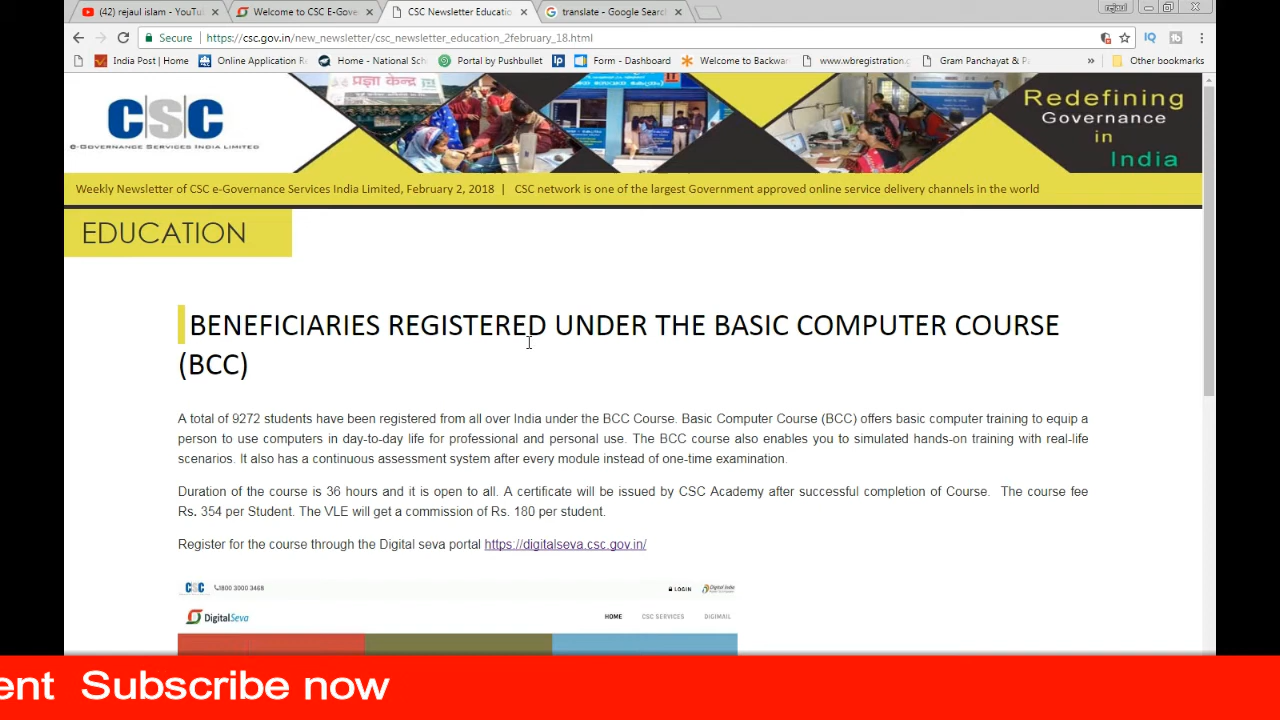 (42) rejaul islam - YouTu
Welcome to CSC E-Gove
CSC Newsletter Educatio
translate - Google Search
rejaul
Secure
https://csc.gov.in/new_newsletter/csc_newsletter_education_2february_18.html
India Post | Home
Online Application R
Home - National Sch
Portal by Pushbullet
Form - Dashboard
Welcome to Backwa
www.wbregistration.g
Gram Panchayat & Pa
»
Other bookmarks
CSC
e-GOVERNANCE SERVICES INDIA LIMITED
प्रज्ञा केन्द्र
Redefining
Governance
in
India
Weekly Newsletter of CSC e-Governance Services India Limited, February 2, 2018 | CSC network is one of the largest Government approved online service delivery channels in the world
EDUCATION
BENEFICIARIES REGISTERED UNDER THE BASIC COMPUTER COURSE
(BCC)
A total of 9272 students have been registered from all over India under the BCC Course. Basic Computer Course (BCC) offers basic computer training to equip a
person to use computers in day-to-day life for professional and personal use. The BCC course also enables you to simulated hands-on training with real-life
scenarios. It also has a continuous assessment system after every module instead of one-time examination.
Duration of the course is 36 hours and it is open to all. A certificate will be issued by CSC Academy after successful completion of Course. The course fee
Rs. 354 per Student. The VLE will get a commission of Rs. 180 per student.
Register for the course through the Digital seva portal https://digitalseva.csc.gov.in/
CSC
1800 3000 3468
LOGIN
Digital India
DigitalSeva
HOME
CSC SERVICES
DIGIMAIL
ent Subscribe now